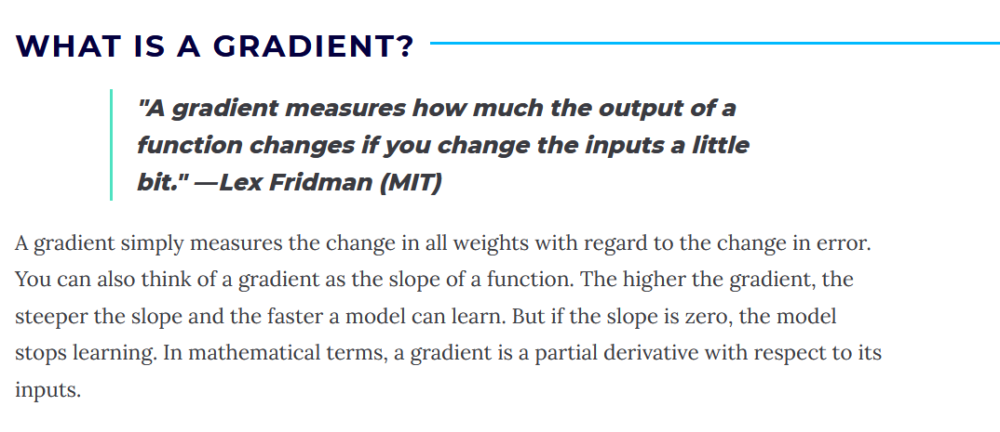 WHAT IS A GRADIENT?
"A gradient measures how much the output of a
function changes if you change the inputs a little
bit." —Lex Fridman (MIT)
A gradient simply measures the change in all weights with regard to the change in error.
You can also think of a gradient as the slope of a function. The higher the gradient, the
steeper the slope and the faster a model can learn. But if the slope is zero, the model
stops learning. In mathematical terms, a gradient is a partial derivative with respect to its
inputs.